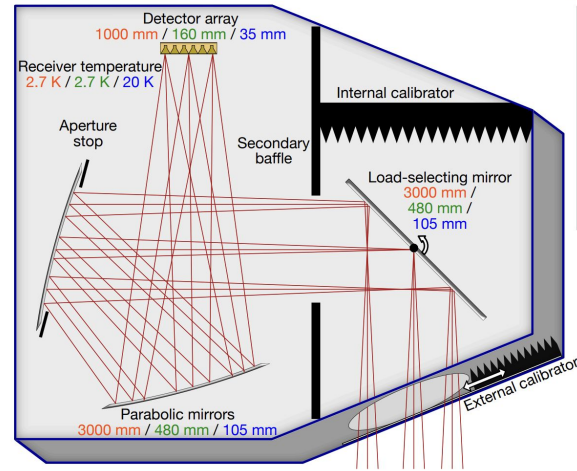 Detector array
1000 mm / 160 mm / 35 mm
Receiver temperature
2.7 K / 2.7 K / 20 K
Aperture
stop
Secondary
baffle
Internal calibrator
Load-selecting mirror
3000 mm /
480 mm /
105 mm
External calibrator
Parabolic mirrors
3000 mm / 480 mm / 105 mm